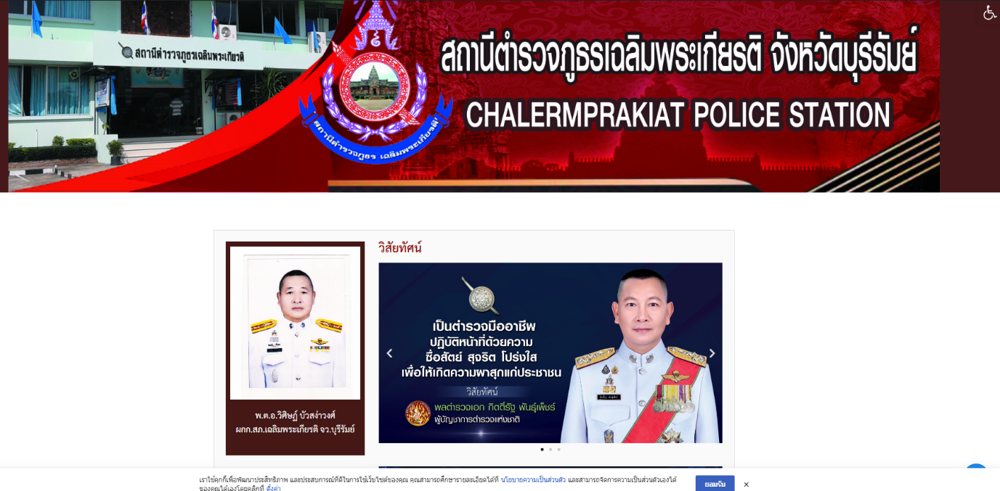 สถานีตำรวจภูธรเฉลิมพระเกียรติ
สถานีตำรวจภูธร เฉลิมพระเกียรติ
สถานีตำรวจภูธรเฉลิมพระเกียรติ จังหวัดบุรีรัมย์
CHALERMPRAKIAT POLICE STATION
พ.ต.อ.วิศิษฎ์ บัวสง่าวงศ์
ผกก.สภ.เฉลิมพระเกียรติ จว.บุรีรัมย์
วิสัยทัศน์
เป็นตำรวจมืออาชีพ
ปฏิบัติหน้าที่ด้วยความ
ซื่อสัตย์ สุจริต โปร่งใส
เพื่อให้เกิดความผาสุกแก่ประชาชน
วิสัยทัศน์
พลตำรวจเอก กิตติ์รัฐ พันธุ์เพ็ชร์
ผู้บัญชาการตำรวจแห่งชาติ
เราใช้คุกกี้เพื่อพัฒนาประสิทธิภาพ และประสบการณ์ที่ดีในการใช้เว็บไซต์ของคุณ คุณสามารถศึกษารายละเอียดได้ที่ นโยบายความเป็นส่วนตัว และสามารถจัดการความเป็นส่วนตัวเองได้
ของคุณได้เองโดยคลิกที่ ตั้งค่า
ยอมรับ